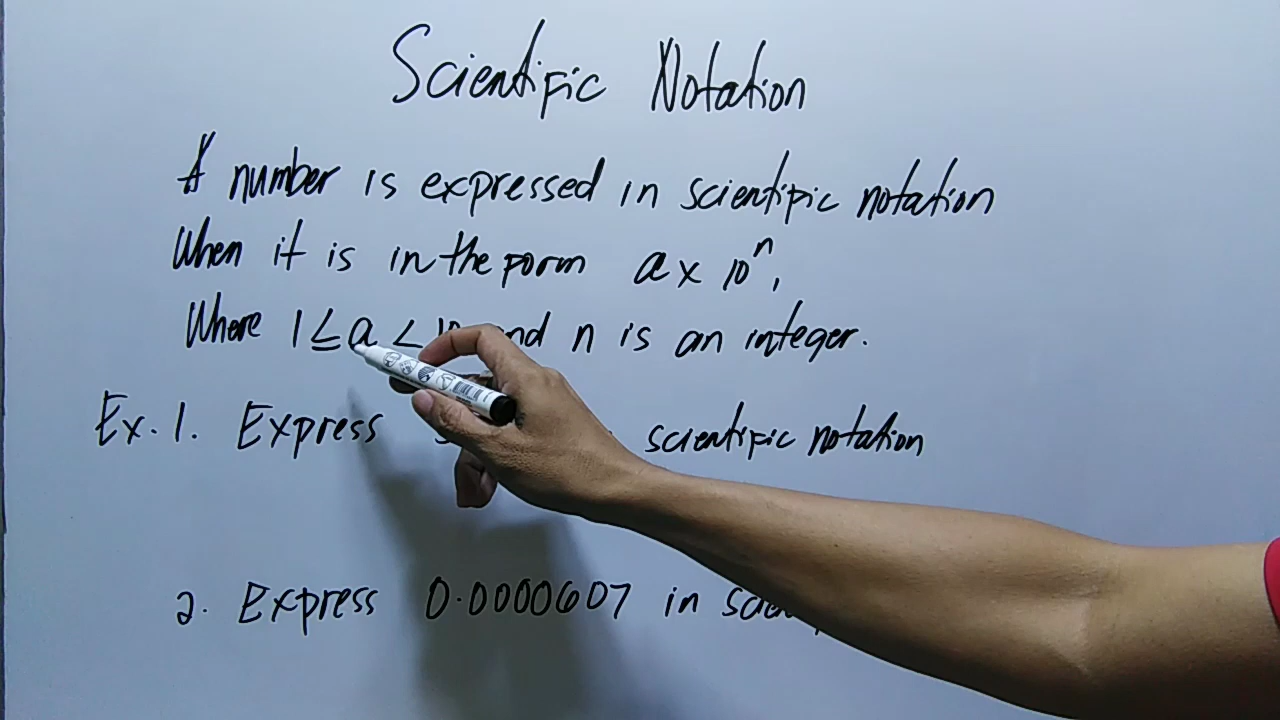 Scientific Notation
A number is expressed in scientific notation
When it is in the form a x 10ⁿ,
Where 1 ≤ a < 10 and n is an integer.
Ex. 1. Express scientific notation
2. Express 0.0000607 in